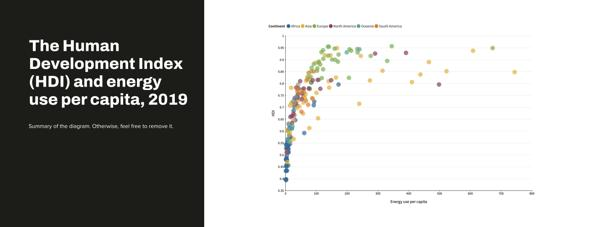 The Human
Development Index
(HDI) and energy
use per capita, 2019
Summary of the diagram. Otherwise, feel free to remove it.
Continent Africa Asia Europe North America Oceania South America
1
0.95
0.9
0.85
0.8
0.75
0.7
0.65
0.6
0.55
0.5
0.45
0.4
0.35
HDI
0 100 200 300 400 500 600 700 800
Energy use per capita